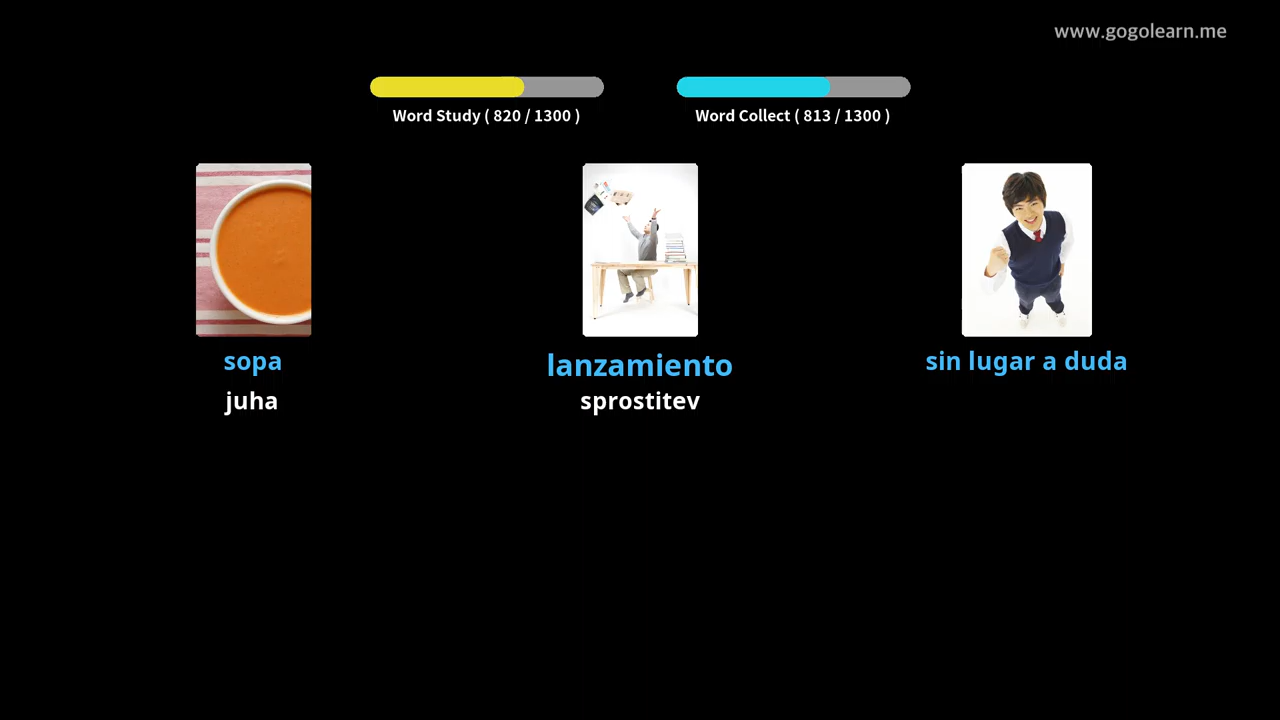 www.gogolearn.me
Word Study ( 820 / 1300 )
Word Collect ( 813 / 1300 )
sopa
juha
lanzamiento
sprostitev
sin lugar a duda